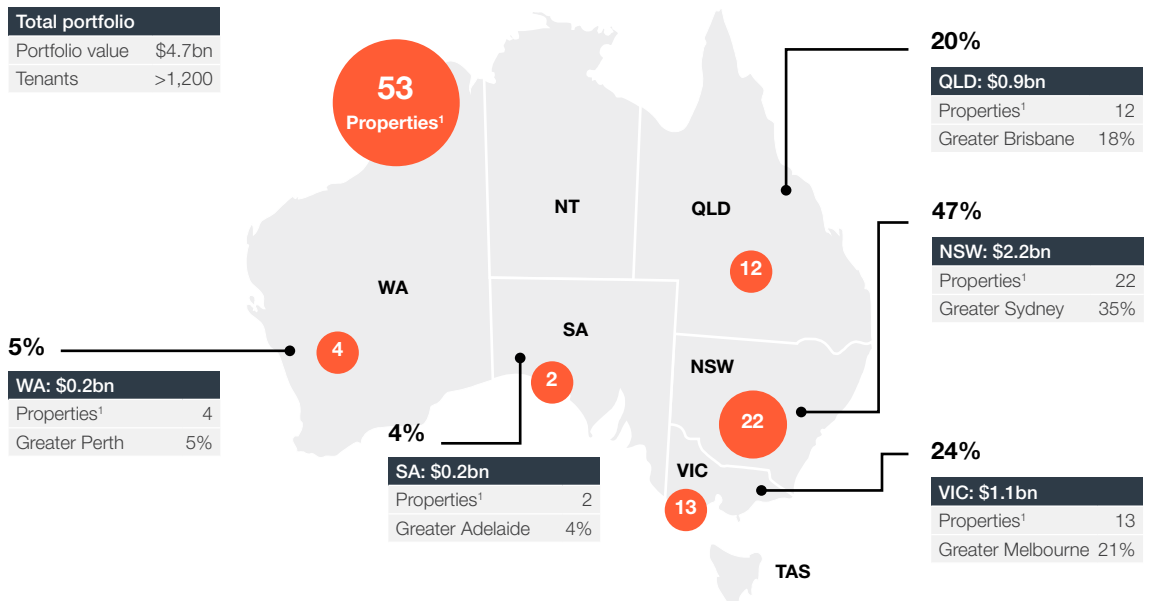 Total portfolio
Portfolio value $4.7bn
Tenants >1,200
53
Properties¹
20%
QLD: $0.9bn
Properties¹ 12
Greater Brisbane 18%
NT
QLD
12
47%
NSW: $2.2bn
Properties¹ 22
Greater Sydney 35%
WA
4
SA
2
NSW
22
5%
WA: $0.2bn
Properties¹ 4
Greater Perth 5%
4%
SA: $0.2bn
Properties¹ 2
Greater Adelaide 4%
VIC
13
24%
VIC: $1.1bn
Properties¹ 13
Greater Melbourne 21%
TAS